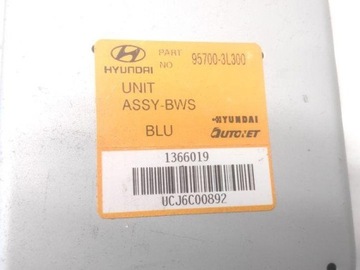 PART NO. 95700-3L300
HYUNDAI
UNIT
ASSY-BWS
BLU
HYUNDAI
AUTONET
1366019
UCJ6C00892